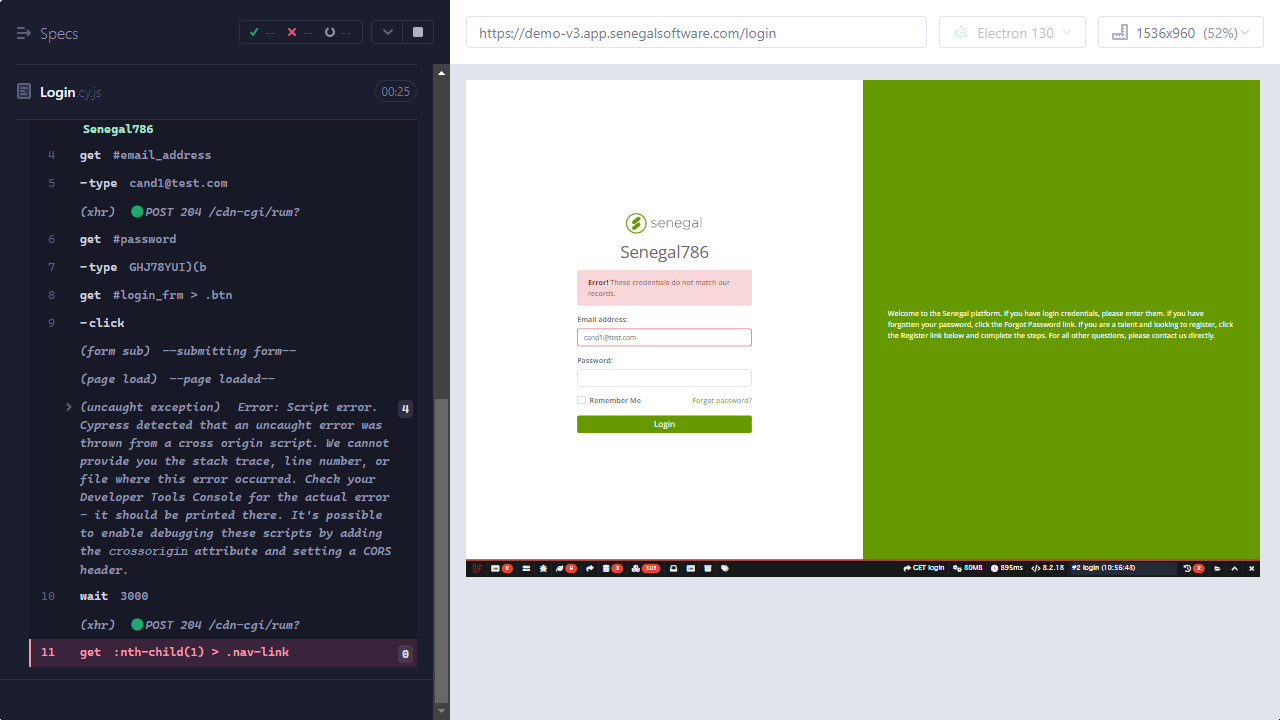 Specs
--
--
--
Login.cy.js
00:25
Senegal786
4 get #email_address
5 -type cand1@test.com
(xhr) POST 204 /cdn-cgi/rum?
6 get #password
7 -type GHJ78YUI)(b
8 get #login_frm > .btn
9 -click
(form sub) --submitting form--
(page load) --page loaded--
(uncaught exception) Error: Script error. 4
Cypress detected that an uncaught error was
thrown from a cross origin script. We cannot
provide you the stack trace, line number, or
file where this error occurred. Check your
Developer Tools Console for the actual error
- it should be printed there. It's possible
to enable debugging these scripts by adding
the crossorigin attribute and setting a CORS
header.
10 wait 3000
(xhr) POST 204 /cdn-cgi/rum?
11 get :nth-child(1) > .nav-link 0
https://demo-v3.app.senegalsoftware.com/login
Electron 130
1536x960 (52%)
senegal
Senegal786
Error! These credentials do not match our
records.
Email address:
cand1@test.com
Password:
Remember Me
Forgot password?
Login
Welcome to the Senegal platform. If you have login credentials, please enter them. If you have
forgotten your password, click the Forgot Password link. If you are a talent and looking to register, click
the Register link below and complete the steps. For all other questions, please contact us directly.
2 3 103 GET login 80MB 895ms 8.2.18 #2 login (10:56:48) 2